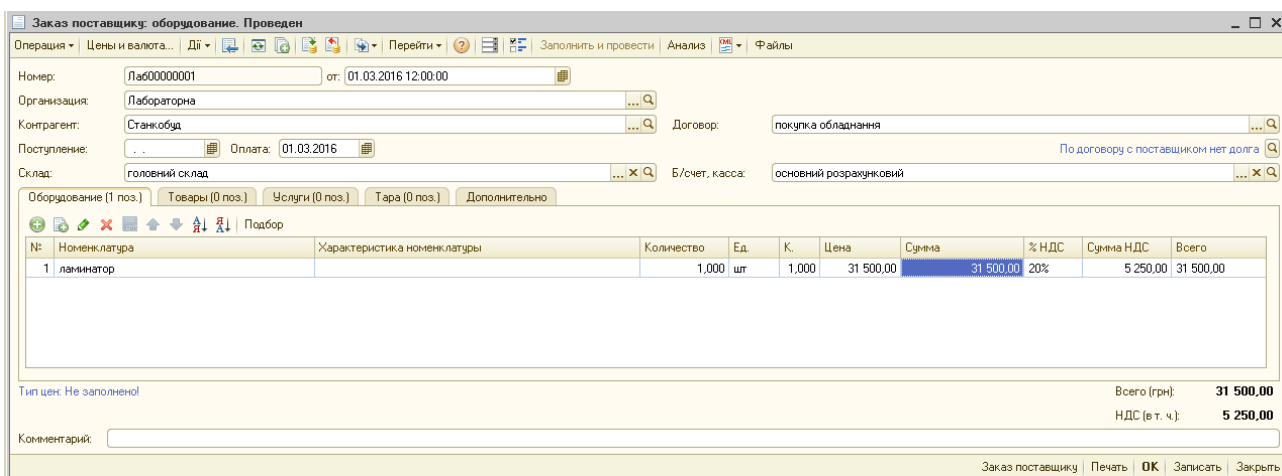 Заказ поставщику: оборудование. Проведен
Операция Цены и валюта... Дії Перейти Заполнить и провести Анализ Файлы
Номер: Лаб00000001 от: 01.03.2016 12:00:00
Организация: Лабораторна ...
Контрагент: Станкобуд ... Договор: покупка обладнання ...
Поступление: . . Оплата: 01.03.2016 По договору с поставщиком нет долга
Склад: головний склад ... x Б/счет, касса: основний розрахунковий ... x
Оборудование (1 поз.) Товары (0 поз.) Услуги (0 поз.) Тара (0 поз.) Дополнительно
Подбор
№ Номенклатура Характеристика номенклатуры Количество Ед. К. Цена Сумма % НДС Сумма НДС Всего
1 ламинатор 1,000 шт 1,000 31 500,00 31 500,00 20% 5 250,00 31 500,00
Тип цен: Не заполнено! Всего (грн): 31 500,00
НДС (в т. ч.): 5 250,00
Комментарий:
Заказ поставщику Печать OK Записать Закрыть